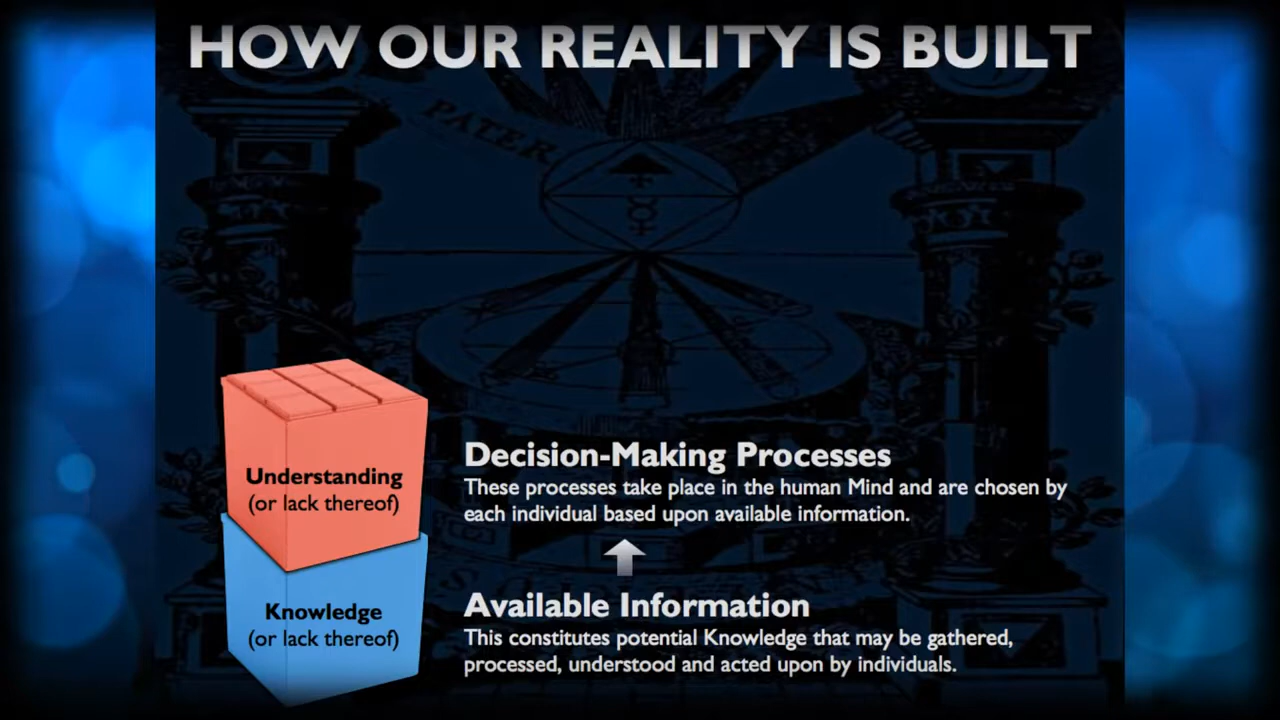 HOW OUR REALITY IS BUILT
PATER
Understanding
(or lack thereof)
Decision-Making Processes
These processes take place in the human Mind and are chosen by
each individual based upon available information.
Knowledge
(or lack thereof)
Available Information
This constitutes potential Knowledge that may be gathered,
processed, understood and acted upon by individuals.